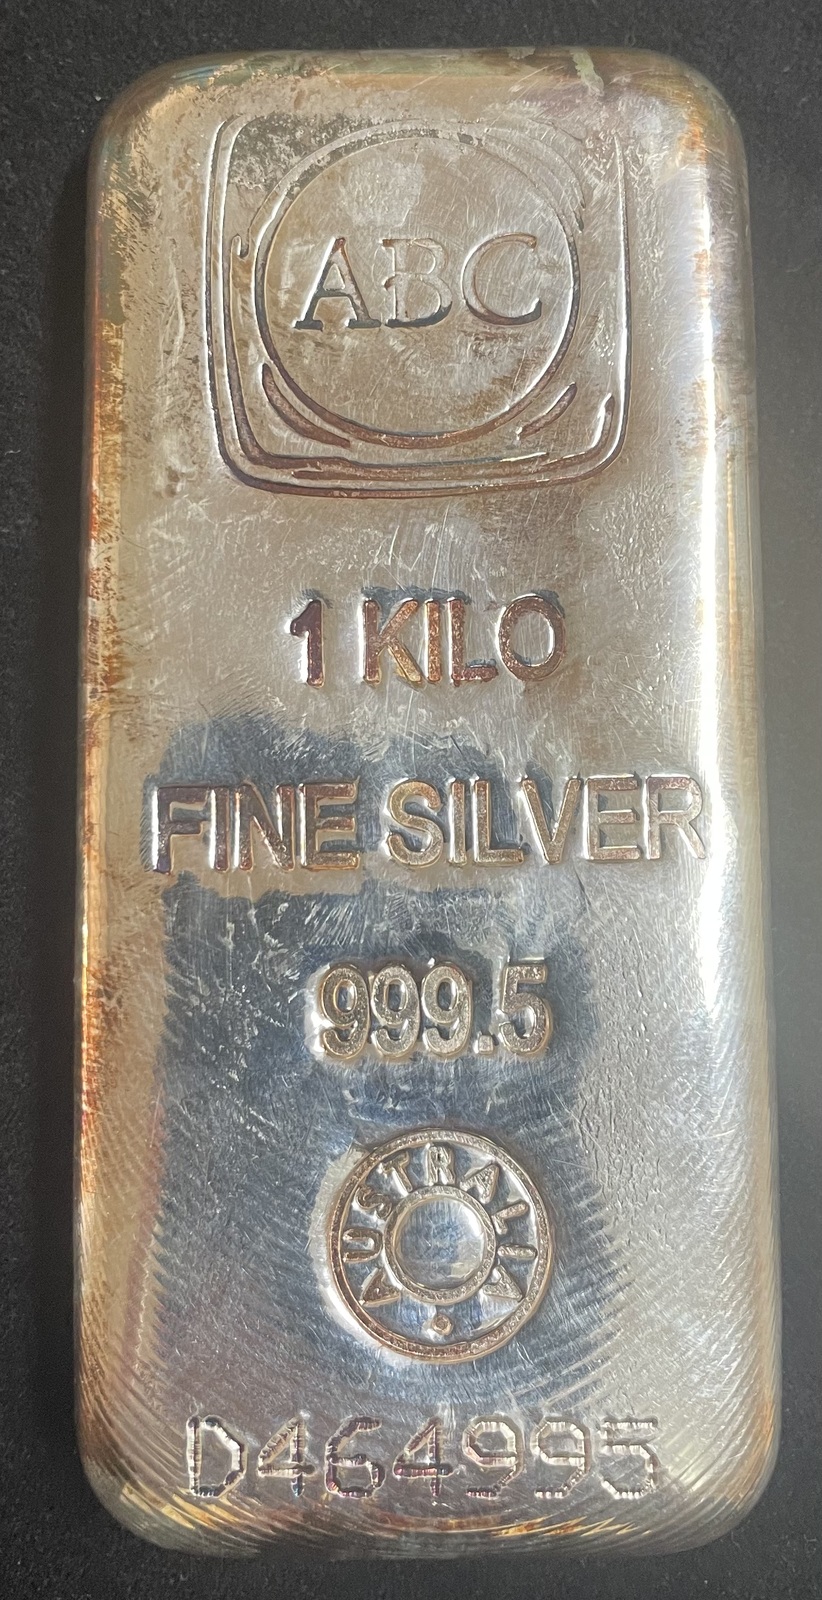 ABC
1 KILO
FINE SILVER
999.5
AUSTRALIA
D464995